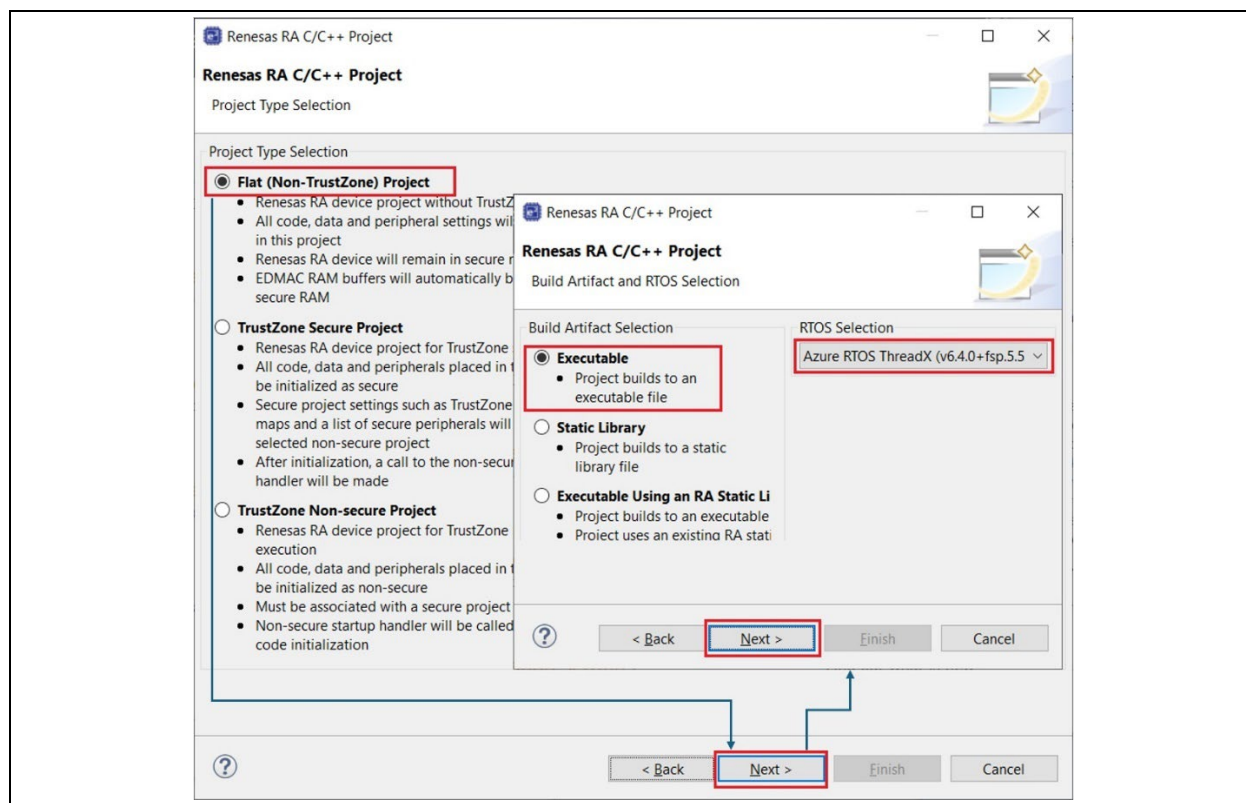 Renesas RA C/C++ Project
Renesas RA C/C++ Project
Project Type Selection
Project Type Selection
Flat (Non-TrustZone) Project
• Renesas RA device project without TrustZ
• All code, data and peripheral settings wil
in this project
• Renesas RA device will remain in secure
• EDMAC RAM buffers will automatically b
secure RAM
TrustZone Secure Project
• Renesas RA device project for TrustZone
• All code, data and peripherals placed in
be initialized as secure
• Secure project settings such as TrustZone
maps and a list of secure peripherals will
selected non-secure project
• After initialization, a call to the non-secur
handler will be made
TrustZone Non-secure Project
• Renesas RA device project for TrustZone
execution
• All code, data and peripherals placed in
be initialized as non-secure
• Must be associated with a secure project
• Non-secure startup handler will be called
code initialization
Renesas RA C/C++ Project
Renesas RA C/C++ Project
Build Artifact and RTOS Selection
Build Artifact Selection
Executable
• Project builds to an
executable file
Static Library
• Project builds to a static
library file
Executable Using an RA Static Li
• Project builds to an executable
• Project uses an existing RA stati
RTOS Selection
Azure RTOS ThreadX (v6.4.0+fsp.5.5
? < Back Next > Finish Cancel
? < Back Next > Finish Cancel